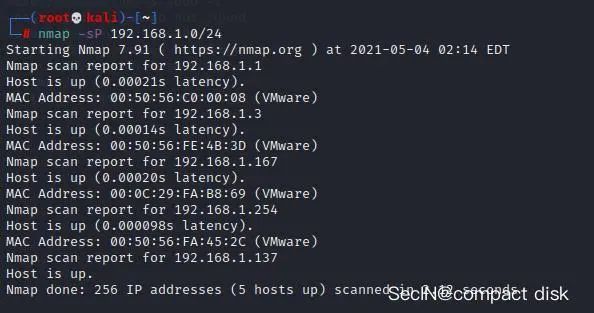 ┌──(root💀kali)-[~]
└─# nmap -sP 192.168.1.0/24
Starting Nmap 7.91 ( https://nmap.org ) at 2021-05-04 02:14 EDT
Nmap scan report for 192.168.1.1
Host is up (0.00021s latency).
MAC Address: 00:50:56:C0:00:08 (VMware)
Nmap scan report for 192.168.1.3
Host is up (0.00014s latency).
MAC Address: 00:50:56:FE:4B:3D (VMware)
Nmap scan report for 192.168.1.167
Host is up (0.00020s latency).
MAC Address: 00:0C:29:FA:B8:69 (VMware)
Nmap scan report for 192.168.1.254
Host is up (0.000098s latency).
MAC Address: 00:50:56:FA:45:2C (VMware)
Nmap scan report for 192.168.1.137
Host is up.
Nmap done: 256 IP addresses (5 hosts up) scanned in seconds
SecIN@compact disk